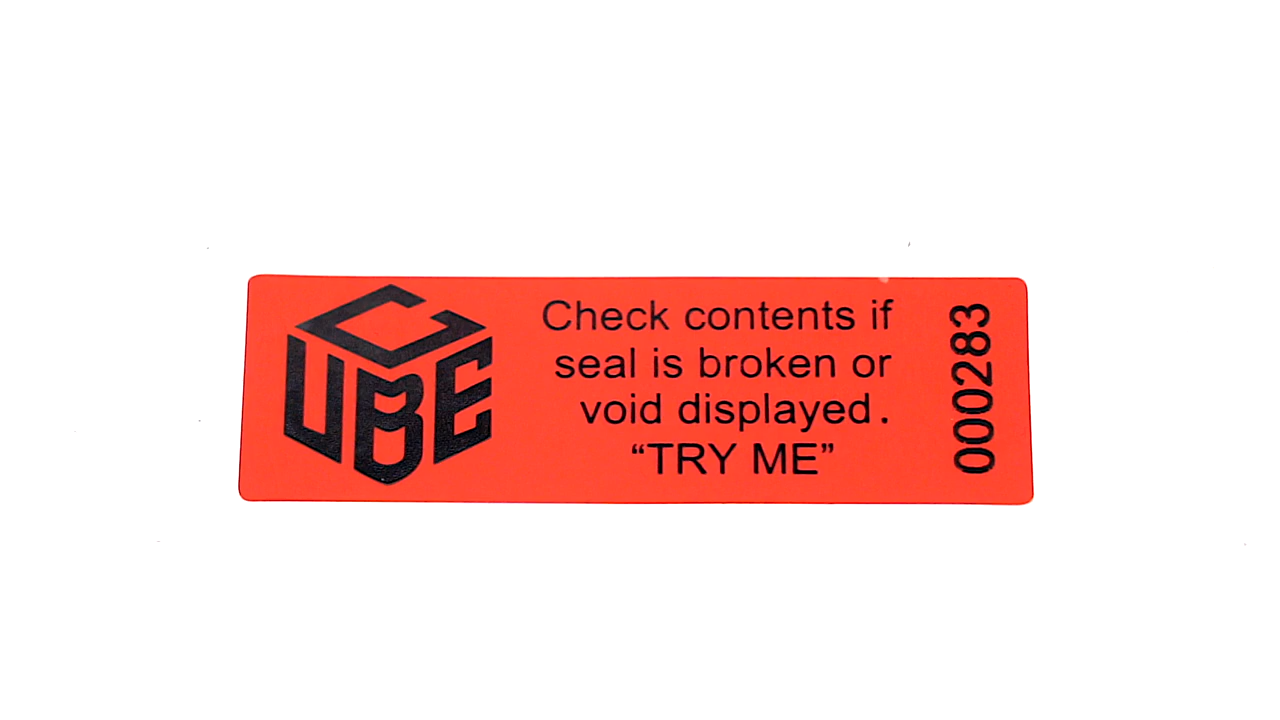 CUBE
Check contents if
seal is broken or
void displayed.
“TRY ME”
000283